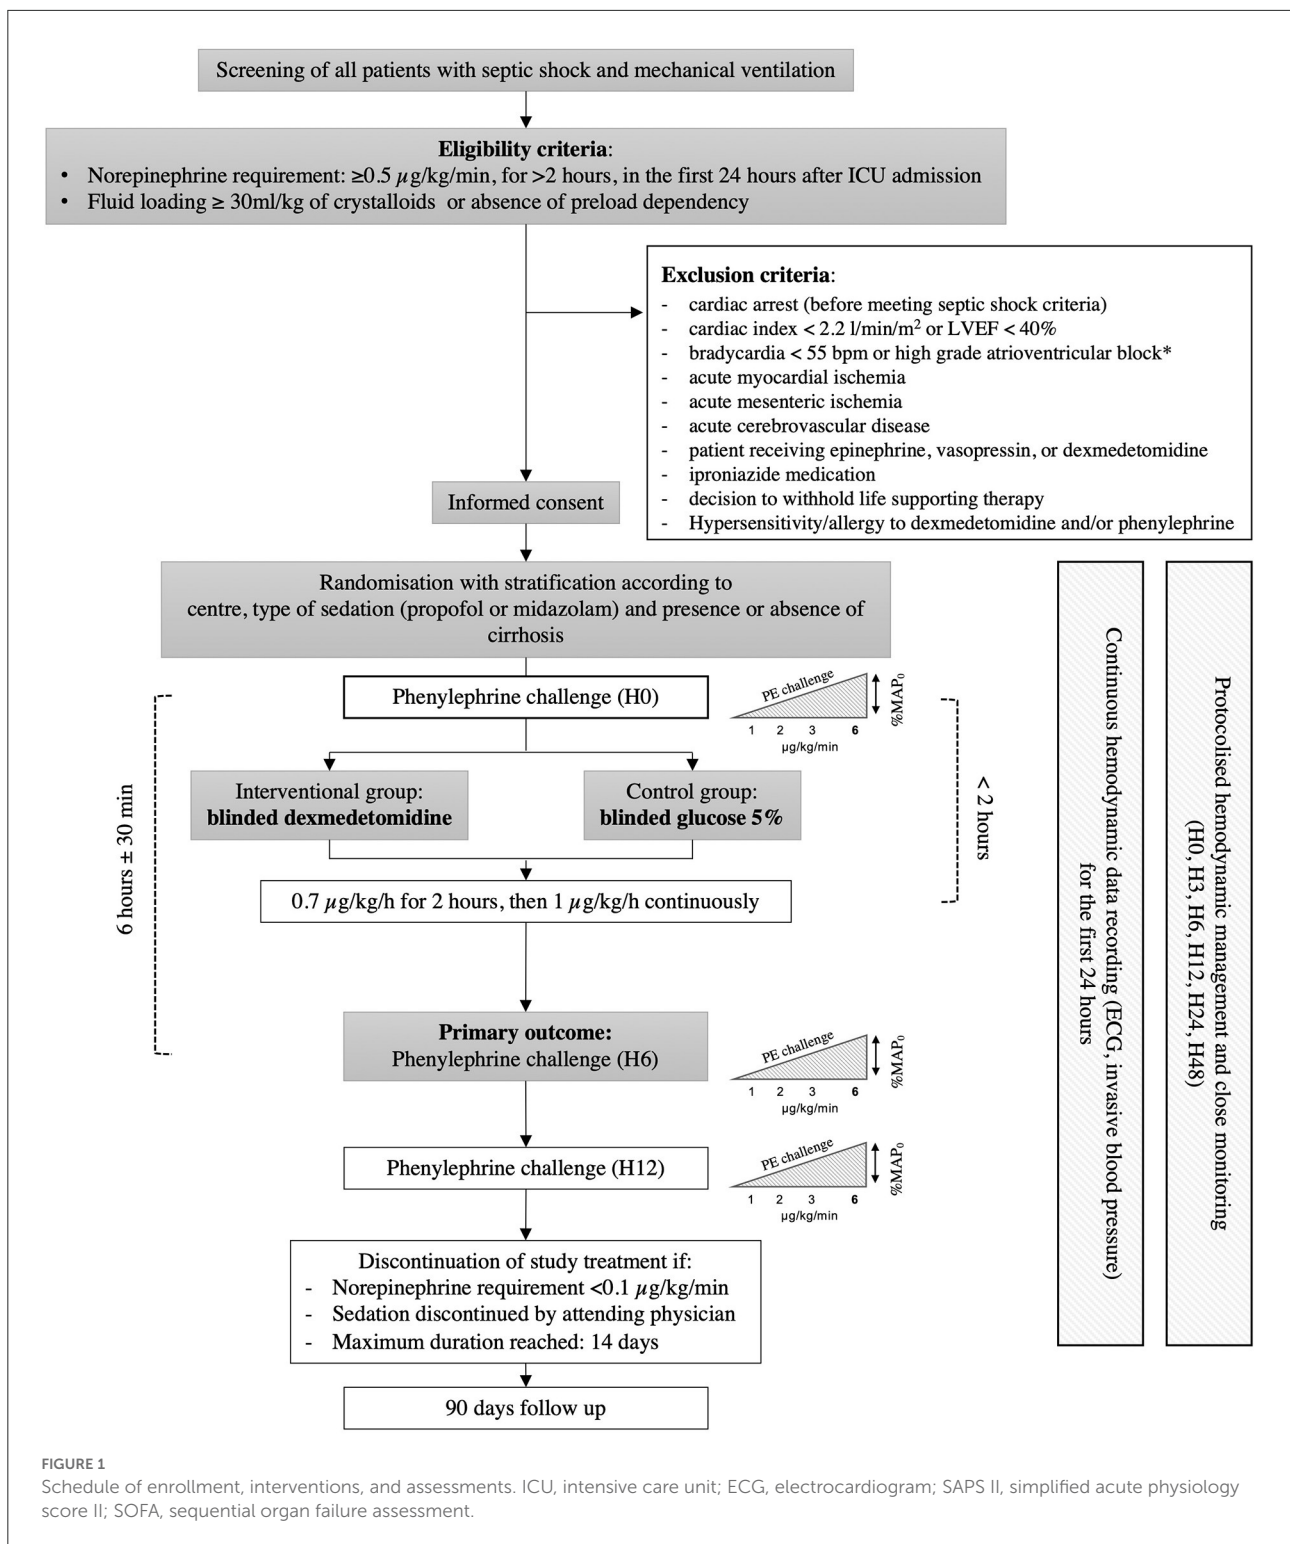 Screening of all patients with septic shock and mechanical ventilation
Eligibility criteria:
• Norepinephrine requirement: ≥0.5 µg/kg/min, for >2 hours, in the first 24 hours after ICU admission
• Fluid loading ≥ 30ml/kg of crystalloids or absence of preload dependency
Exclusion criteria:
- cardiac arrest (before meeting septic shock criteria)
- cardiac index < 2.2 l/min/m² or LVEF < 40%
- bradycardia < 55 bpm or high grade atrioventricular block*
- acute myocardial ischemia
- acute mesenteric ischemia
- acute cerebrovascular disease
- patient receiving epinephrine, vasopressin, or dexmedetomidine
- iproniazide medication
- decision to withhold life supporting therapy
- Hypersensitivity/allergy to dexmedetomidine and/or phenylephrine
Informed consent
Randomisation with stratification according to
centre, type of sedation (propofol or midazolam) and presence or absence of
cirrhosis
Phenylephrine challenge (H0)
PE challenge
%MAP₀
1 2 3 6
µg/kg/min
Interventional group:
blinded dexmedetomidine
Control group:
blinded glucose 5%
0.7 µg/kg/h for 2 hours, then 1 µg/kg/h continuously
6 hours ± 30 min
< 2 hours
Primary outcome:
Phenylephrine challenge (H6)
PE challenge
%MAP₀
1 2 3 6
µg/kg/min
Phenylephrine challenge (H12)
PE challenge
%MAP₀
1 2 3 6
µg/kg/min
Discontinuation of study treatment if:
- Norepinephrine requirement <0.1 µg/kg/min
- Sedation discontinued by attending physician
- Maximum duration reached: 14 days
90 days follow up
Continuous hemodynamic data recording (ECG, invasive blood pressure)
for the first 24 hours
Protocolised hemodynamic management and close monitoring
(H0, H3, H6, H12, H24, H48)
FIGURE 1
Schedule of enrollment, interventions, and assessments. ICU, intensive care unit; ECG, electrocardiogram; SAPS II, simplified acute physiology
score II; SOFA, sequential organ failure assessment.